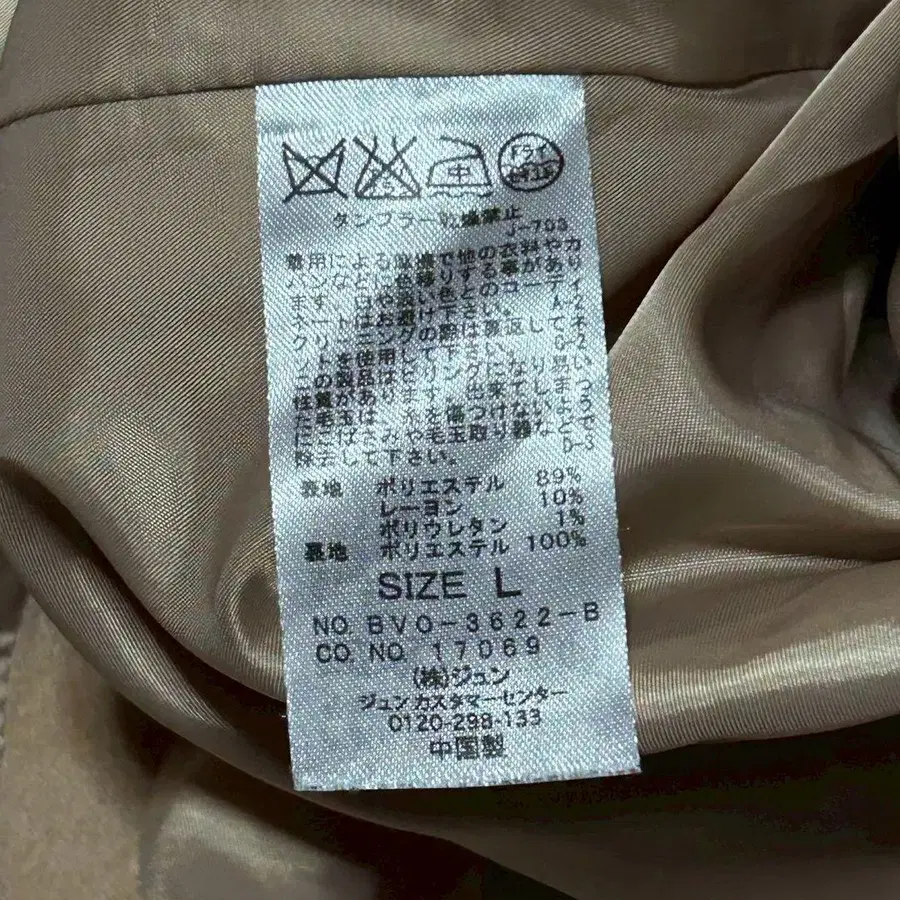 ドライ
中
タンブラー乾燥禁止
J-703
着用による摩擦で他の衣料やカ
バンなどに色移りする事があり
ます。白や淡い色とのコーディ
ネートはお避け下さい。
クリーニングの際は裏返してネ
ットを使用して下さい。
この製品はピリングになり易い
性質があります。出来てしまっ
た毛玉は、糸を傷つけないよう
にこばさみや毛玉取り器などで
除去して下さい。 D-3
表地 ポリエステル 89%
レーヨン 10%
ポリウレタン 1%
裏地 ポリエステル 100%
SIZE L
NO. BVO-3622-B
CO. NO 17069
(株)ジュン
ジュン カスタマーセンター
0120-298-133
中国製